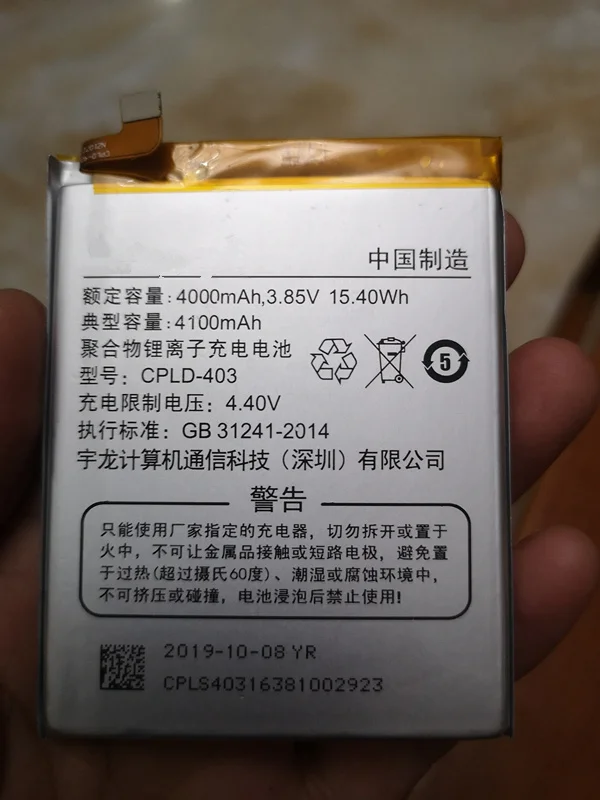 中国制造
额定容量:4000mAh,3.85V 15.40Wh
典型容量:4100mAh
聚合物锂离子充电电池
型号: CPLD-403
5
充电限制电压: 4.40V
执行标准: GB 31241-2014
宇龙计算机通信科技(深圳)有限公司
警告
只能使用厂家指定的充电器,切勿拆开或置于
火中,不可让金属品接触或短路电极,避免置
于过热(超过摄氏60度)、潮湿或腐蚀环境中,
不可挤压或碰撞,电池浸泡后禁止使用!
2019-10-08 YR
CPLS40316381002923